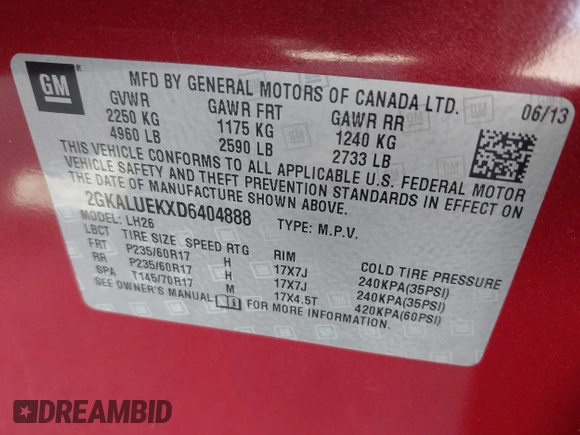 GM
MFD BY GENERAL MOTORS OF CANADA LTD. 06/13
GVWR GAWR FRT GAWR RR
2250 KG 1175 KG 1240 KG
4960 LB 2590 LB 2733 LB
THIS VEHICLE CONFORMS TO ALL APPLICABLE U.S. FEDERAL MOTOR
VEHICLE SAFETY AND THEFT PREVENTION STANDARDS IN EFFECT ON
THE DATE OF MANUFACTURE SHOWN ABOVE.
2GKALUEKXD6404888 TYPE: M.P.V.
MODEL: LH26
LBCT TIRE SIZE SPEED RTG RIM COLD TIRE PRESSURE
FRT P235/60R17 H 17X7J 240KPA(35PSI)
RR P235/60R17 H 17X7J 240KPA(35PSI)
SPA T145/70R17 M 17X4.5T 420KPA(60PSI)
SEE OWNER'S MANUAL FOR MORE INFORMATION.
DREAMBID